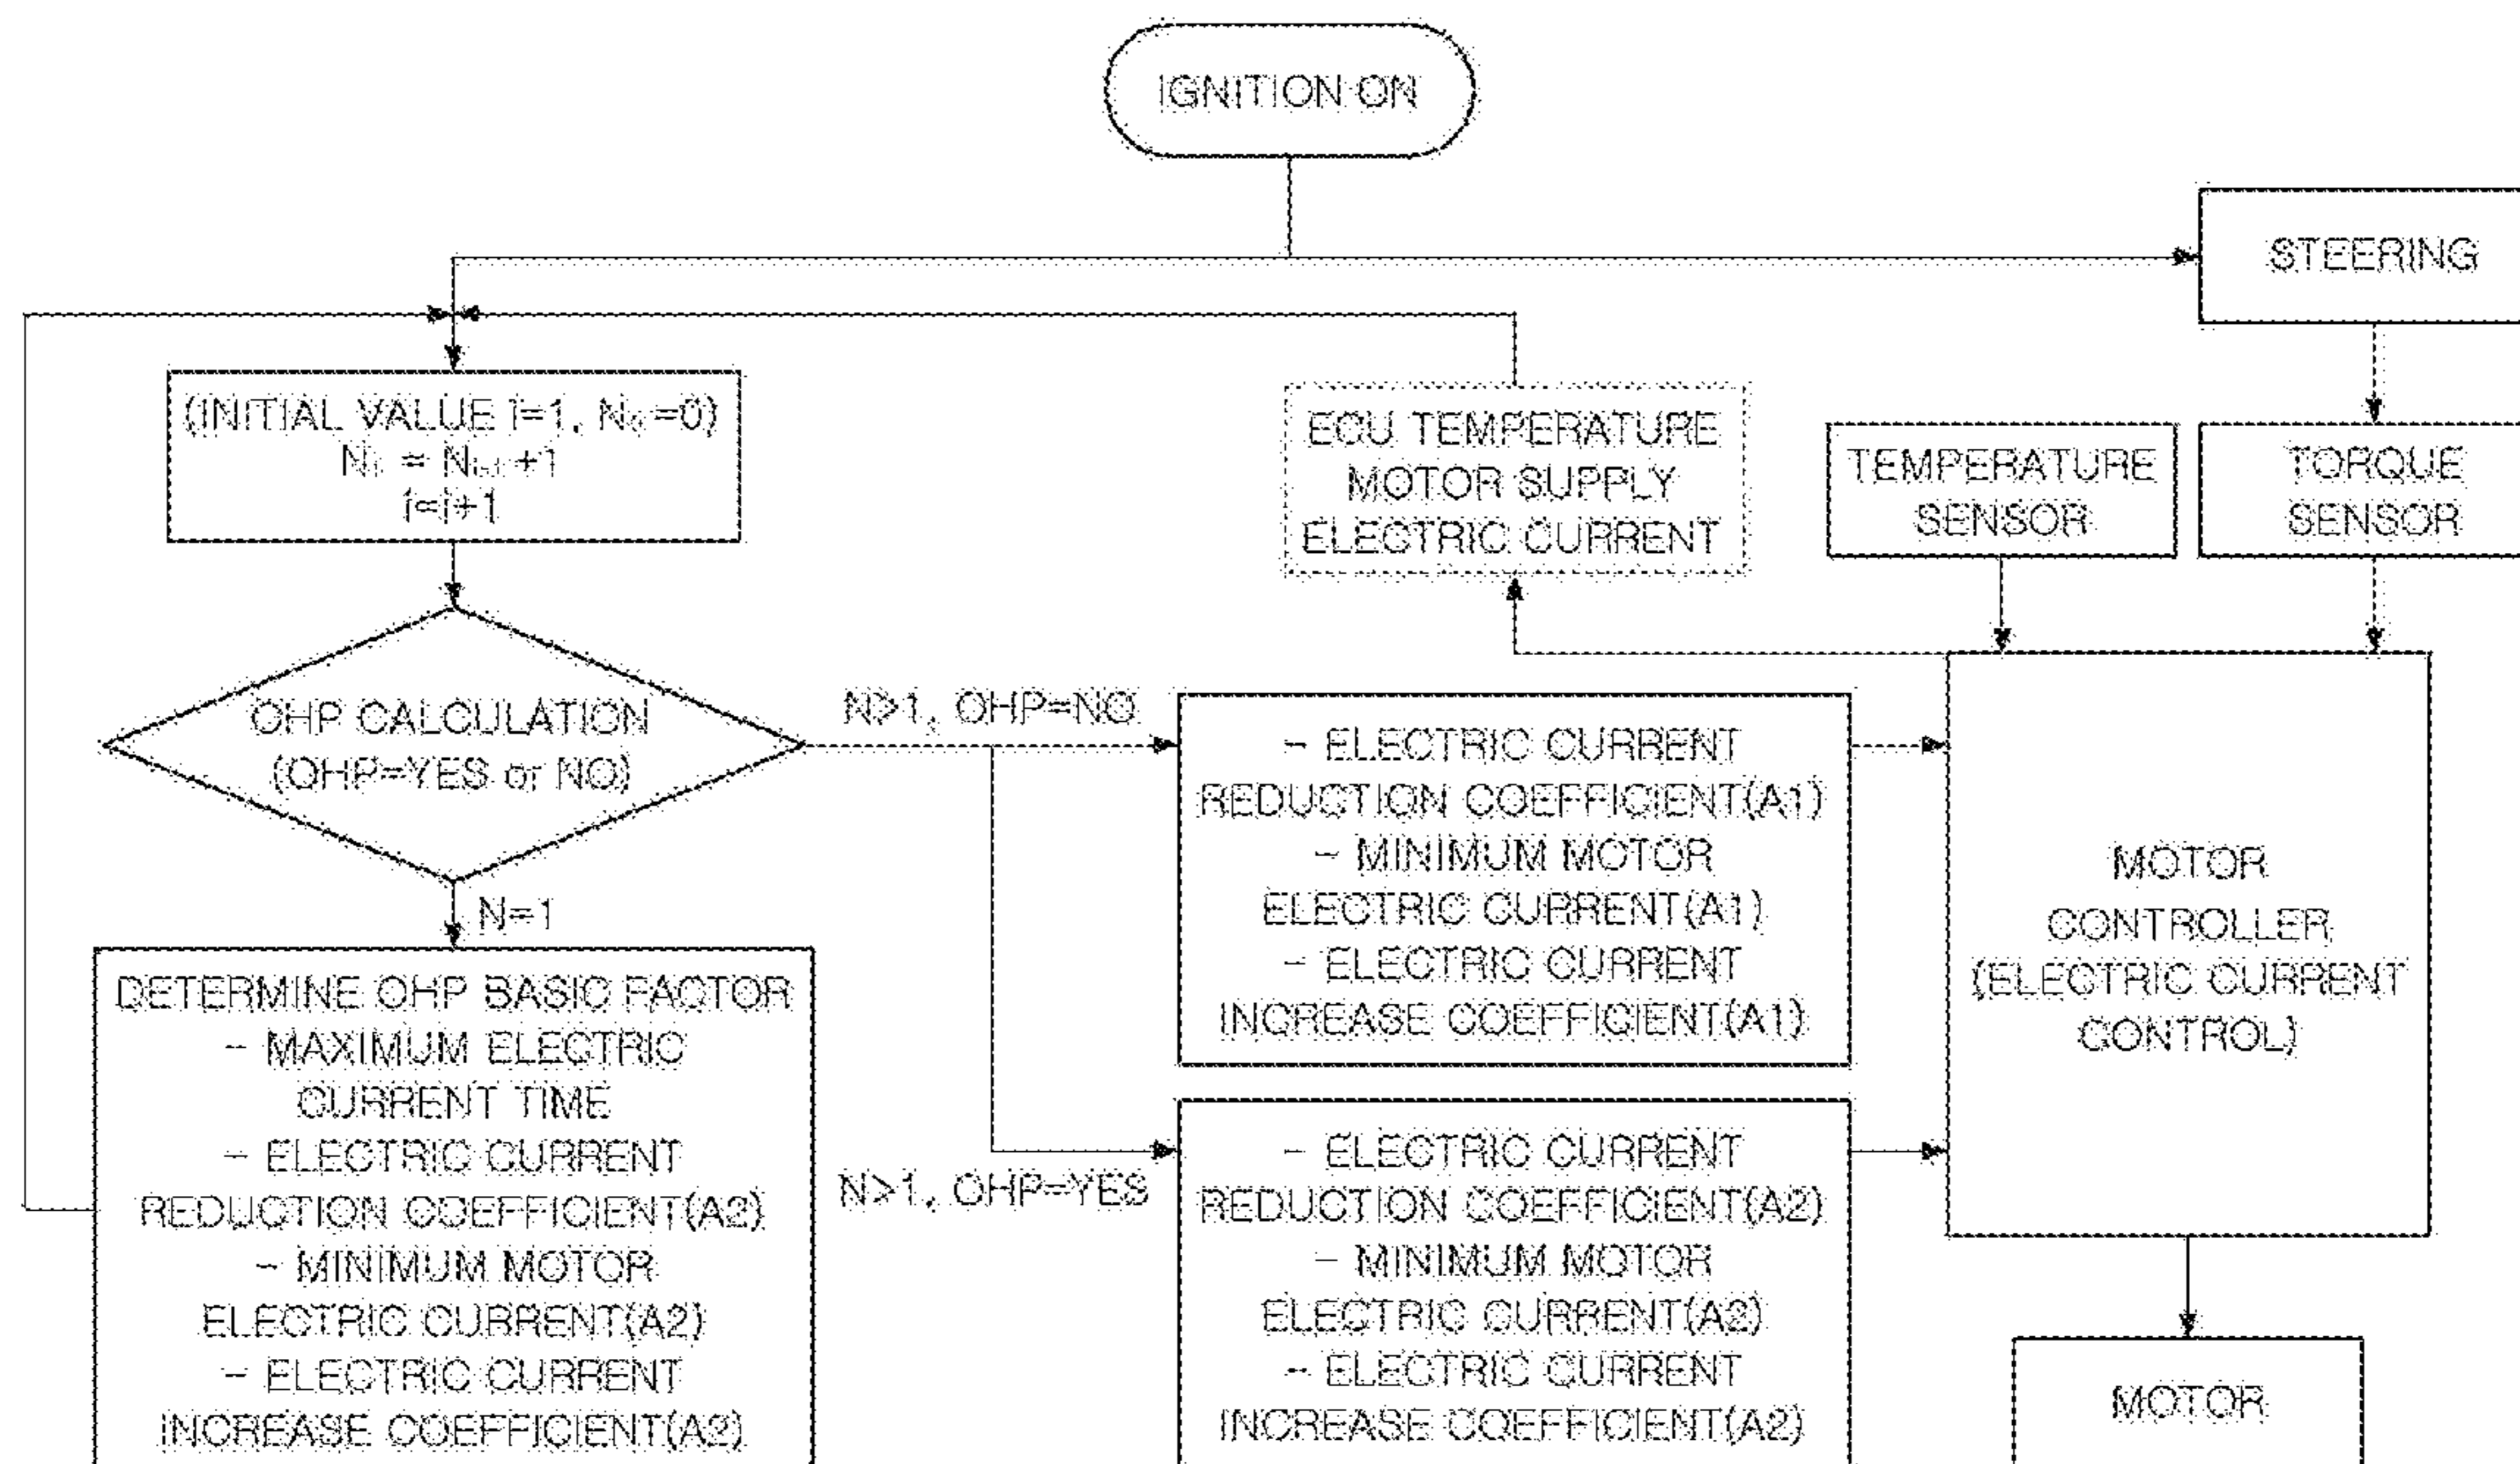 IGNITION ON
STEERING
(INITIAL VALUE i=1, N₀=0)
Nᵢ = Nᵢ₋₁+1
i=i+1
ECU TEMPERATURE
MOTOR SUPPLY
ELECTRIC CURRENT
TEMPERATURE
SENSOR
TORQUE
SENSOR
OHP CALCULATION
(OHP=YES or NO)
N>1, OHP=NO
N=1
- ELECTRIC CURRENT
REDUCTION COEFFICIENT(A1)
- MINIMUM MOTOR
ELECTRIC CURRENT(A1)
- ELECTRIC CURRENT
INCREASE COEFFICIENT(A1)
MOTOR
CONTROLLER
(ELECTRIC CURRENT
CONTROL)
DETERMINE OHP BASIC FACTOR
- MAXIMUM ELECTRIC
CURRENT TIME
- ELECTRIC CURRENT
REDUCTION COEFFICIENT(A2)
- MINIMUM MOTOR
ELECTRIC CURRENT(A2)
- ELECTRIC CURRENT
INCREASE COEFFICIENT(A2)
N>1, OHP=YES
- ELECTRIC CURRENT
REDUCTION COEFFICIENT(A2)
- MINIMUM MOTOR
ELECTRIC CURRENT(A2)
- ELECTRIC CURRENT
INCREASE COEFFICIENT(A2)
MOTOR